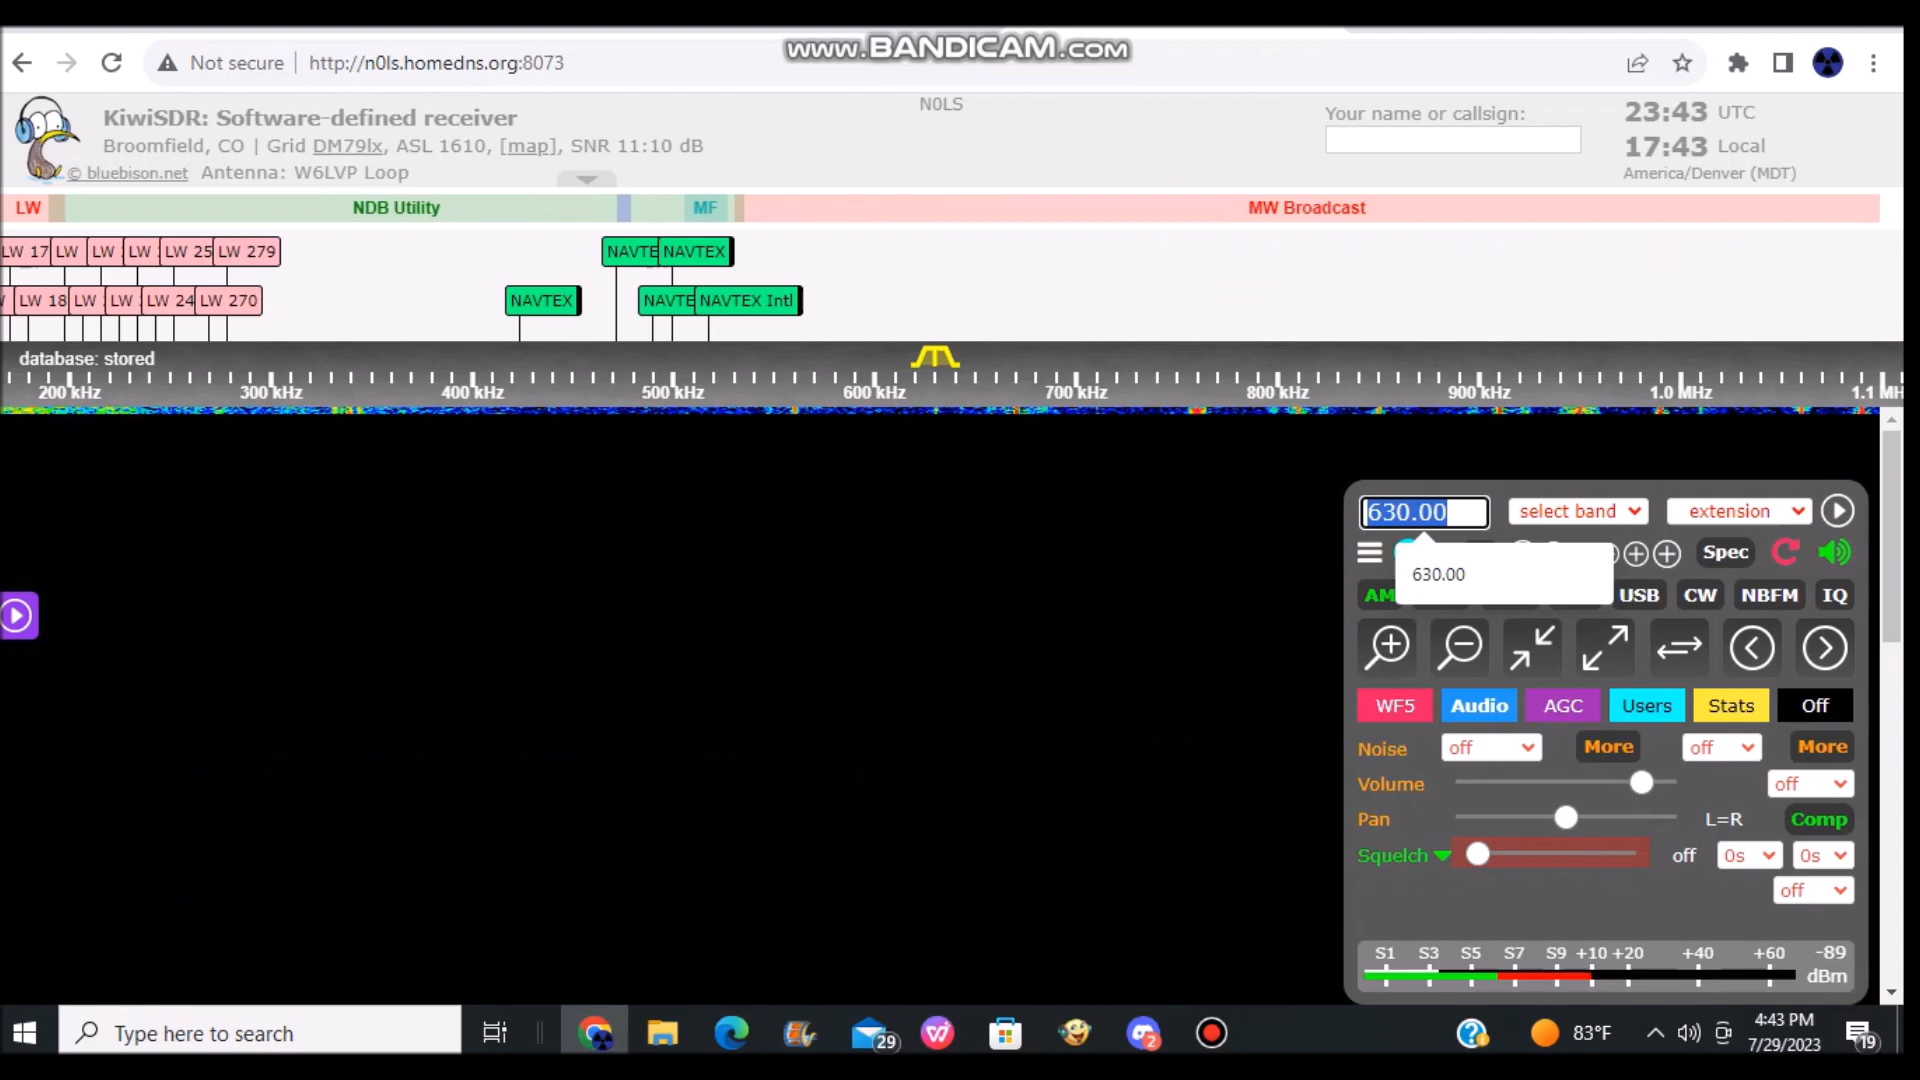 www.BANDICAM.com
Not secure | http://n0ls.homedns.org:8073
KiwiSDR: Software-defined receiver
N0LS
Your name or callsign:
23:43 UTC
Broomfield, CO | Grid DM79lx, ASL 1610, [map], SNR 11:10 dB
17:43 Local
© bluebison.net Antenna: W6LVP Loop
America/Denver (MDT)
LW NDB Utility MF MW Broadcast
LW 17 LW LW LW LW 25 LW 279 NAVTE NAVTEX
LW 18 LW LW LW 24 LW 270 NAVTEX NAVTE NAVTEX Intl
database: stored
200 kHz 300 kHz 400 kHz 500 kHz 600 kHz 700 kHz 800 kHz 900 kHz 1.0 MHz 1.1 MH
630.00 select band extension
Spec
630.00
AM USB CW NBFM IQ
WF5 Audio AGC Users Stats Off
Noise off More off More
Volume off
Pan L=R Comp
Squelch off 0s 0s
off
S1 S3 S5 S7 S9 +10 +20 +40 +60 -89
dBm
Type here to search
29
2
83°F
4:43 PM
7/29/2023
19